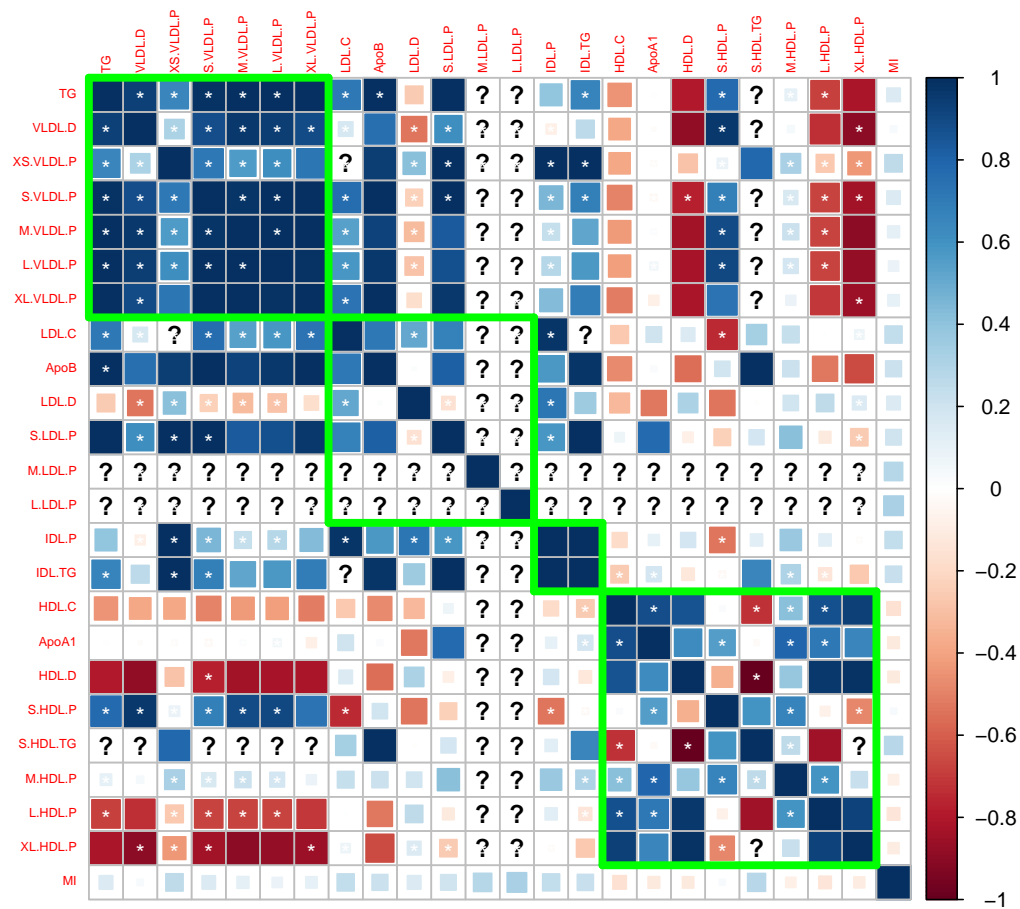 TG
VLDL.D
XS.VLDL.P
S.VLDL.P
M.VLDL.P
L.VLDL.P
XL.VLDL.P
LDL.C
ApoB
LDL.D
S.LDL.P
M.LDL.P
L.LDL.P
IDL.P
IDL.TG
HDL.C
ApoA1
HDL.D
S.HDL.P
S.HDL.TG
M.HDL.P
L.HDL.P
XL.HDL.P
MI
TG
VLDL.D
XS.VLDL.P
S.VLDL.P
M.VLDL.P
L.VLDL.P
XL.VLDL.P
LDL.C
ApoB
LDL.D
S.LDL.P
M.LDL.P
L.LDL.P
IDL.P
IDL.TG
HDL.C
ApoA1
HDL.D
S.HDL.P
S.HDL.TG
M.HDL.P
L.HDL.P
XL.HDL.P
MI
1
0.8
0.6
0.4
0.2
0
−0.2
−0.4
−0.6
−0.8
−1